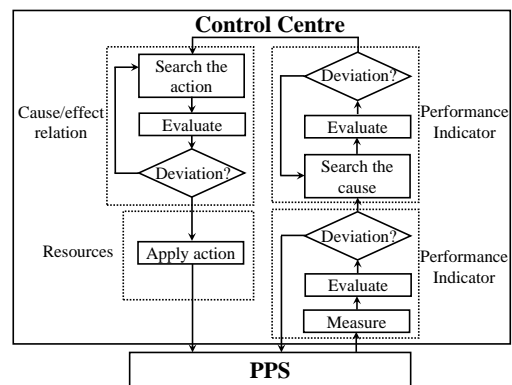 Control Centre
Search the
action
Evaluate
Deviation?
Cause/effect
relation
Apply action
Resources
Deviation?
Evaluate
Search the
cause
Performance
Indicator
Deviation?
Evaluate
Measure
Performance
Indicator
PPS